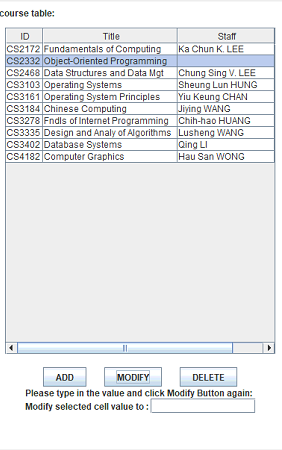 course table:
ID Title Staff
CS2172 Fundamentals of Computing Ka Chun K. LEE
CS2332 Object-Oriented Programming
CS2468 Data Structures and Data Mgt Chung Sing V. LEE
CS3103 Operating Systems Sheung Lun HUNG
CS3161 Operating System Principles Yiu Keung CHAN
CS3184 Chinese Computing Jiying WANG
CS3278 Fndls of Internet Programming Chih-hao HUANG
CS3335 Design and Analy of Algorithms Lusheng WANG
CS3402 Database Systems Qing LI
CS4182 Computer Graphics Hau San WONG
ADD MODIFY DELETE
Please type in the value and click Modify Button again:
Modify selected cell value to :